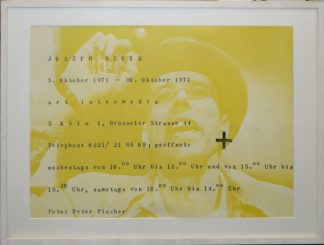 JOSEPH BEUYS
5. Oktober 1971 - 30. Oktober 1971
art intermedia
5 Köln 1, Brüsseler Strasse 44
Telephon: 0221/ 21 80 09; geöffnet:
wochentags von 10.00 Uhr bis 13.00 Uhr und von 15.00 Uhr bis
18.30 Uhr, samstags von 10.00 Uhr bis 14.00 Uhr
Foto: Peter Fischer